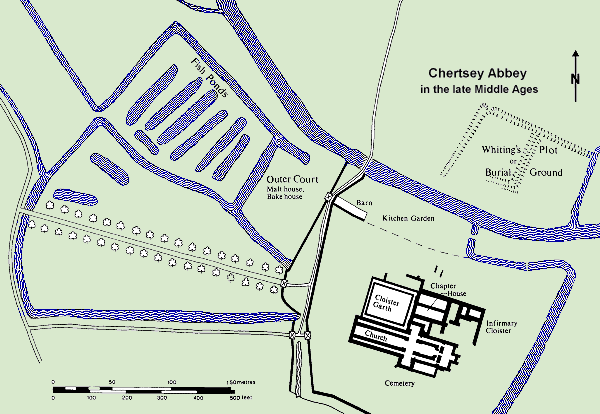 Chertsey Abbey
in the late Middle Ages
N
Fish Ponds
Whiting's Plot
or
Burial Ground
Outer Court
Malt house,
Bakehouse
Barn
Kitchen Garden
Chapter
House
Cloister
Garth
Infirmary
Cloister
Church
Cemetery
0 50 100 150 metres
0 100 200 300 400 500 feet